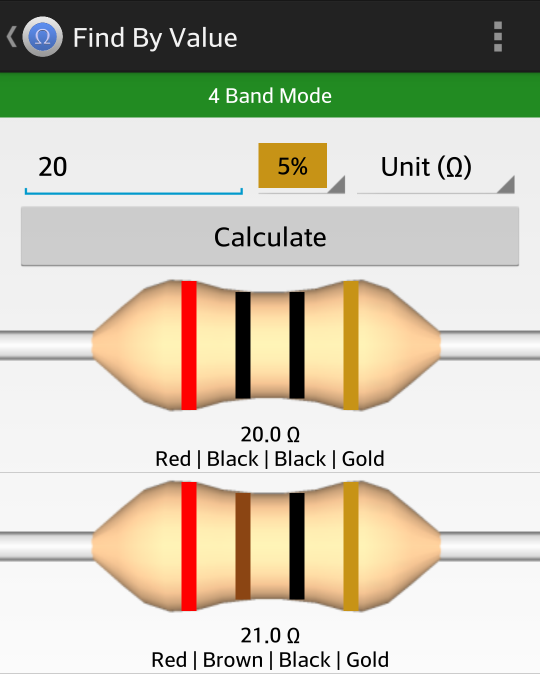 Find By Value
4 Band Mode
20 5% Unit (Ω)
Calculate
20.0 Ω
Red | Black | Black | Gold
21.0 Ω
Red | Brown | Black | Gold